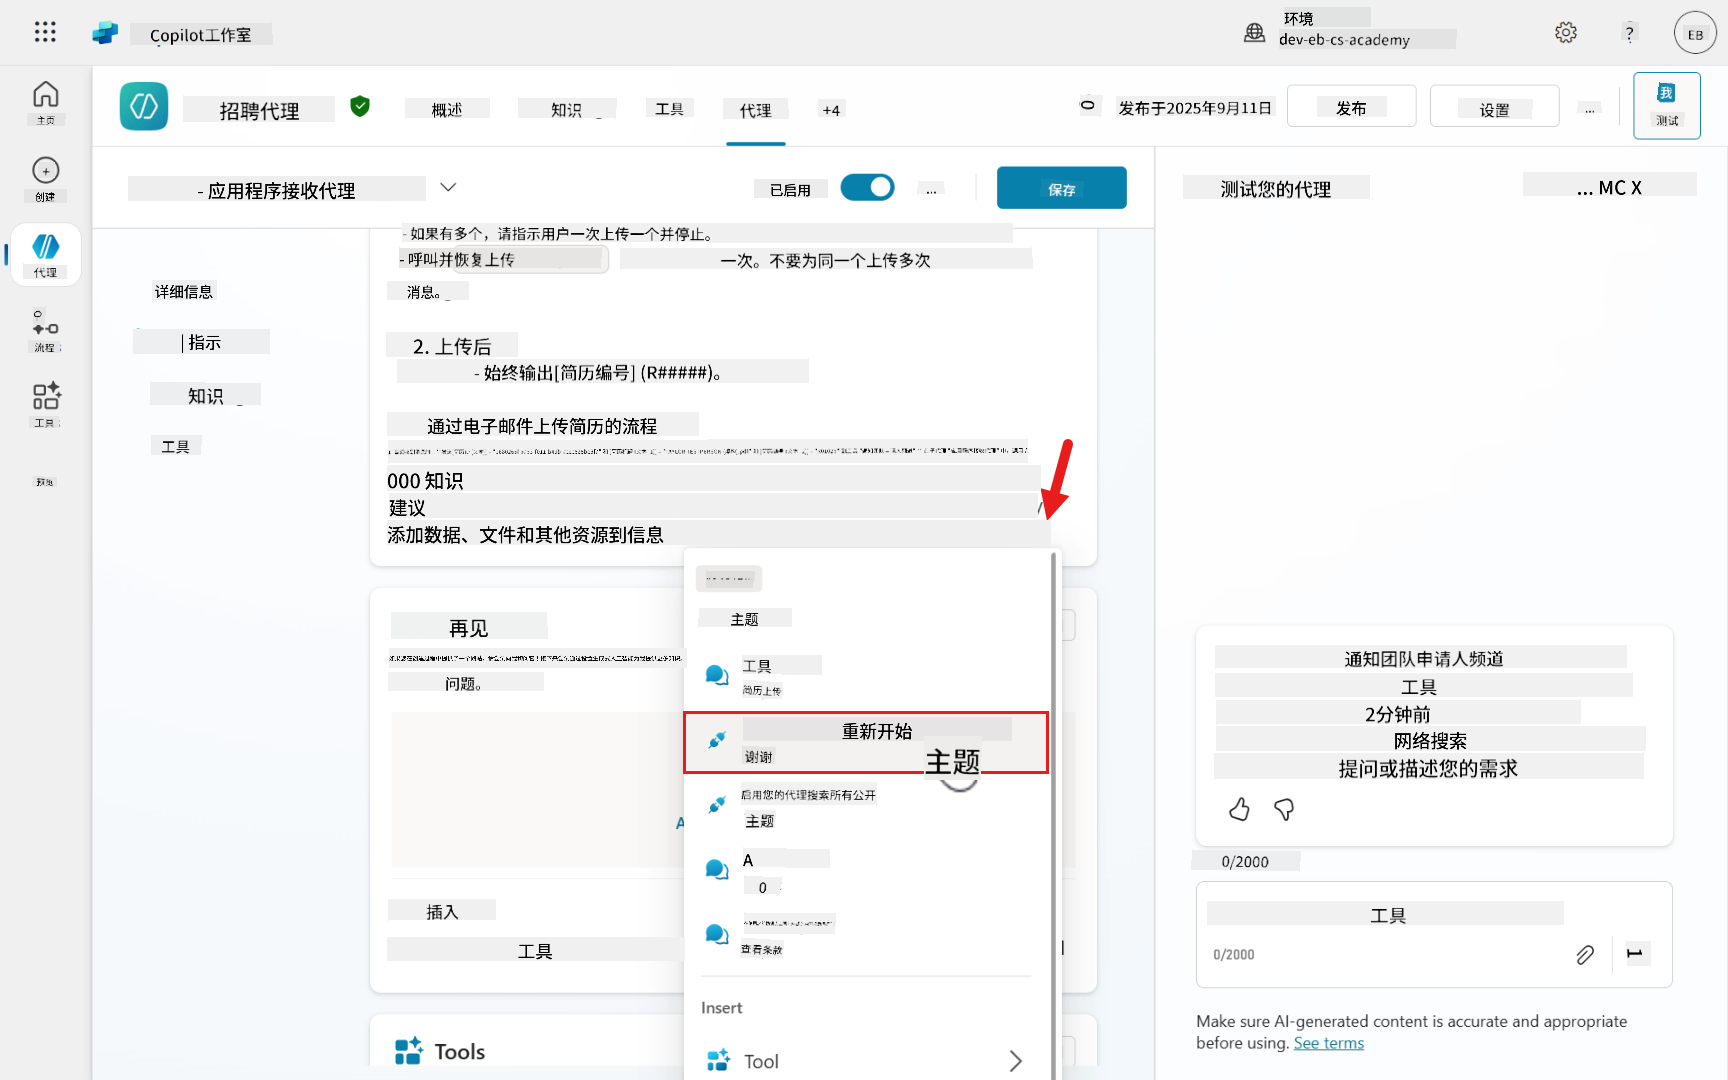 Copilot工作室
环境
dev-eb-cs-academy
?
EB
主页
创建
代理
流程
工具
预览
招聘代理
概述
知识
工具
代理
+4
发布于2025年9月11日
发布
设置
...
测试
- 应用程序接收代理
已启用
...
保存
测试您的代理
... MC X
详细信息
指示
知识
工具
- 如果有多个，请指示用户一次上传一个并停止。
- 呼叫并恢复上传
一次。不要为同一个上传多次
消息。
2. 上传后
- 始终输出[简历编号] (R#####)。
通过电子邮件上传简历的流程
000 知识
建议
添加数据、文件和其他资源到信息
再见
问题。
插入
工具
Tools
主题
工具
简历上传
重新开始
谢谢
主题
启用您的代理搜索所有公开
主题
A
0
查看条款
Insert
Tool
通知团队申请人频道
工具
2分钟前
网络搜索
提问或描述您的需求
0/2000
工具
0/2000
Make sure AI-generated content is accurate and appropriate
before using. See terms